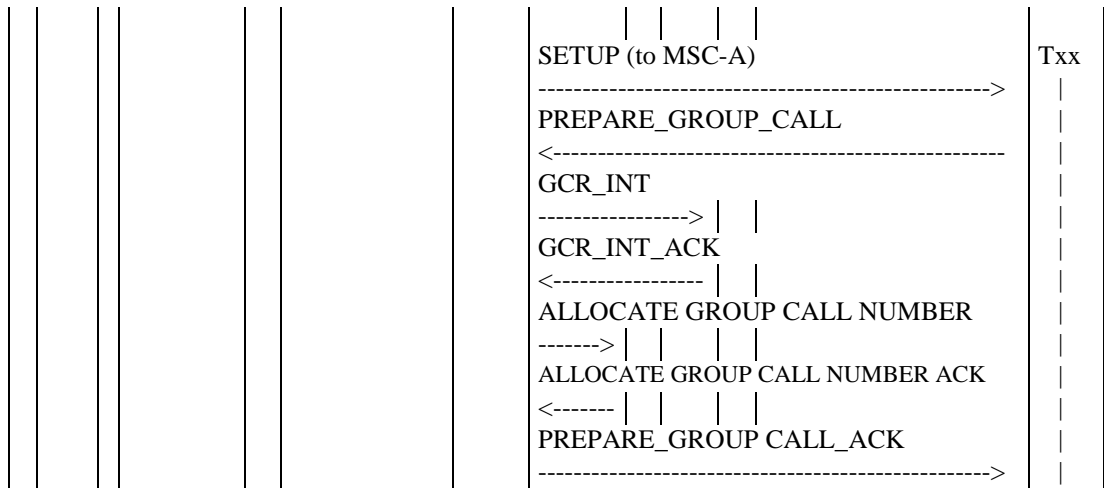 SETUP (to MSC-A) Txx
PREPARE_GROUP_CALL
GCR_INT
GCR_INT_ACK
ALLOCATE GROUP CALL NUMBER
ALLOCATE GROUP CALL NUMBER ACK
PREPARE_GROUP CALL_ACK